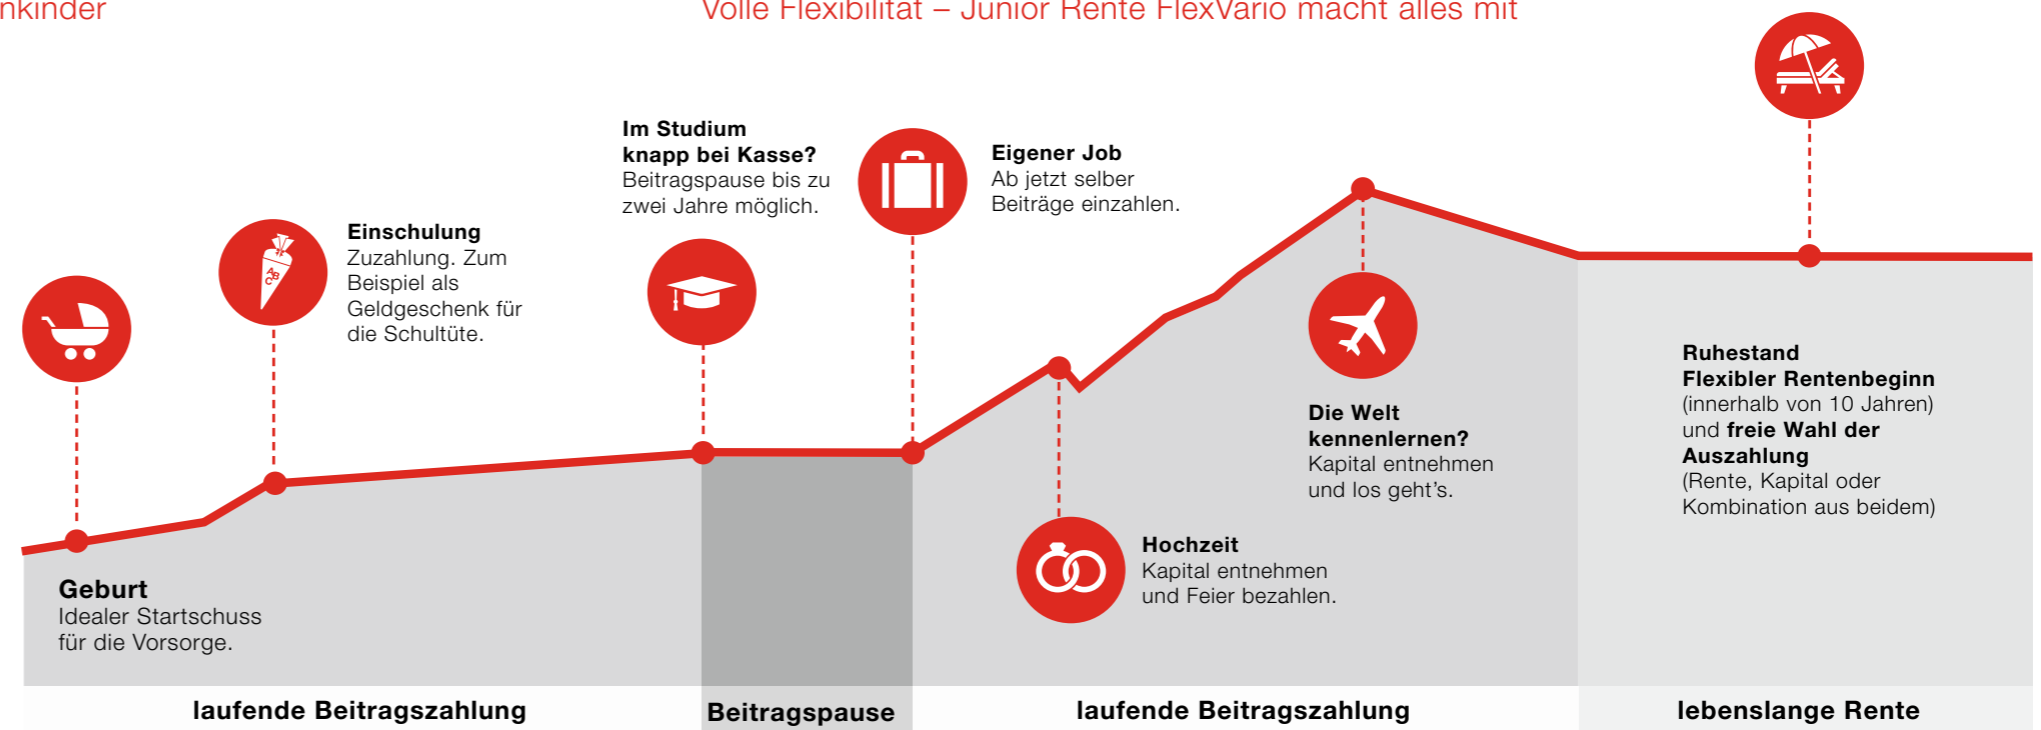 nkinder
Volle Flexibilität – Junior Rente FlexVario macht alles mit
Im Studium
knapp bei Kasse?
Beitragspause bis zu
zwei Jahre möglich.
Eigener Job
Ab jetzt selber
Beiträge einzahlen.
Einschulung
Zuzahlung. Zum
Beispiel als
Geldgeschenk für
die Schultüte.
ABC
Die Welt
kennenlernen?
Kapital entnehmen
und los geht's.
Ruhestand
Flexibler Rentenbeginn
(innerhalb von 10 Jahren)
und freie Wahl der
Auszahlung
(Rente, Kapital oder
Kombination aus beidem)
Hochzeit
Kapital entnehmen
und Feier bezahlen.
Geburt
Idealer Startschuss
für die Vorsorge.
laufende Beitragszahlung
Beitragspause
laufende Beitragszahlung
lebenslange Rente